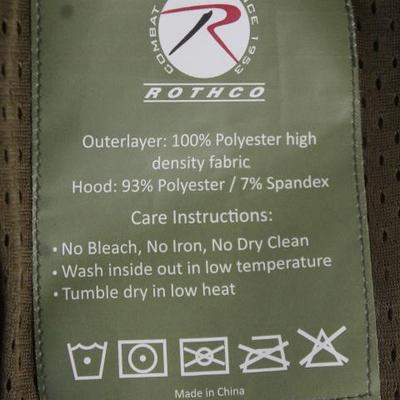 COMBAT
SINCE 1953
ROTHCO
Outerlayer: 100% Polyester high
density fabric
Hood: 93% Polyester / 7% Spandex
Care Instructions:
• No Bleach, No Iron, No Dry Clean
• Wash inside out in low temperature
• Tumble dry in low heat
Made in China